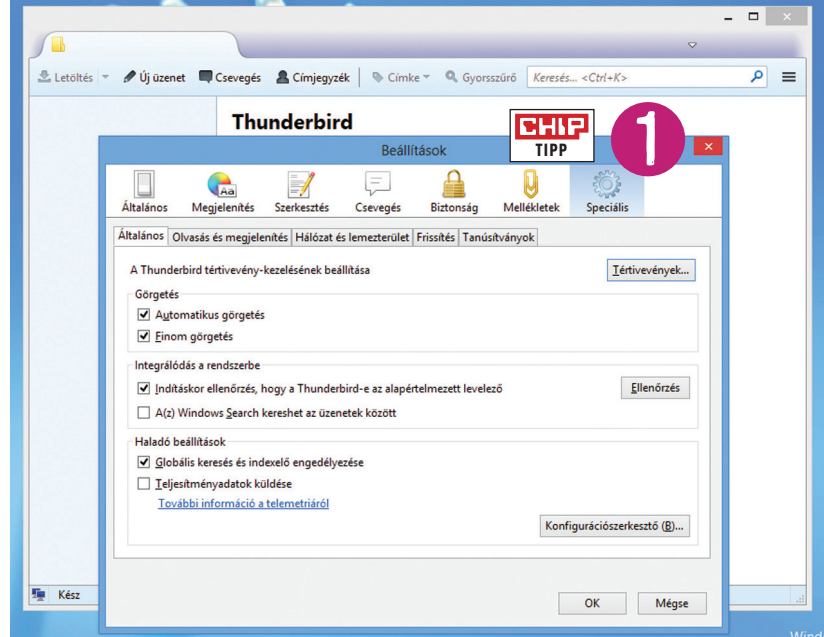 Letöltés Új üzenet Csevegés Címjegyzék Címke Gyorsszűrő Keresés... <Ctrl+K>
Thunderbird
CHIP
TIPP
1
Beállítások
Általános Megjelenítés Szerkesztés Csevegés Biztonság Mellékletek Speciális
Általános Olvasás és megjelenítés Hálózat és lemezterület Frissítés Tanúsítványok
A Thunderbird tértivevény-kezelésének beállítása Tértivevények...
Görgetés
Automatikus görgetés
Finom görgetés
Integrálódás a rendszerbe
Indításkor ellenőrzés, hogy a Thunderbird-e az alapértelmezett levelező Ellenőrzés
A(z) Windows Search kereshet az üzenetek között
Haladó beállítások
Globális keresés és indexelő engedélyezése
Teljesítményadatok küldése
További információ a telemetriáról
Konfigurációszerkesztő (B)...
Kész
OK Mégse